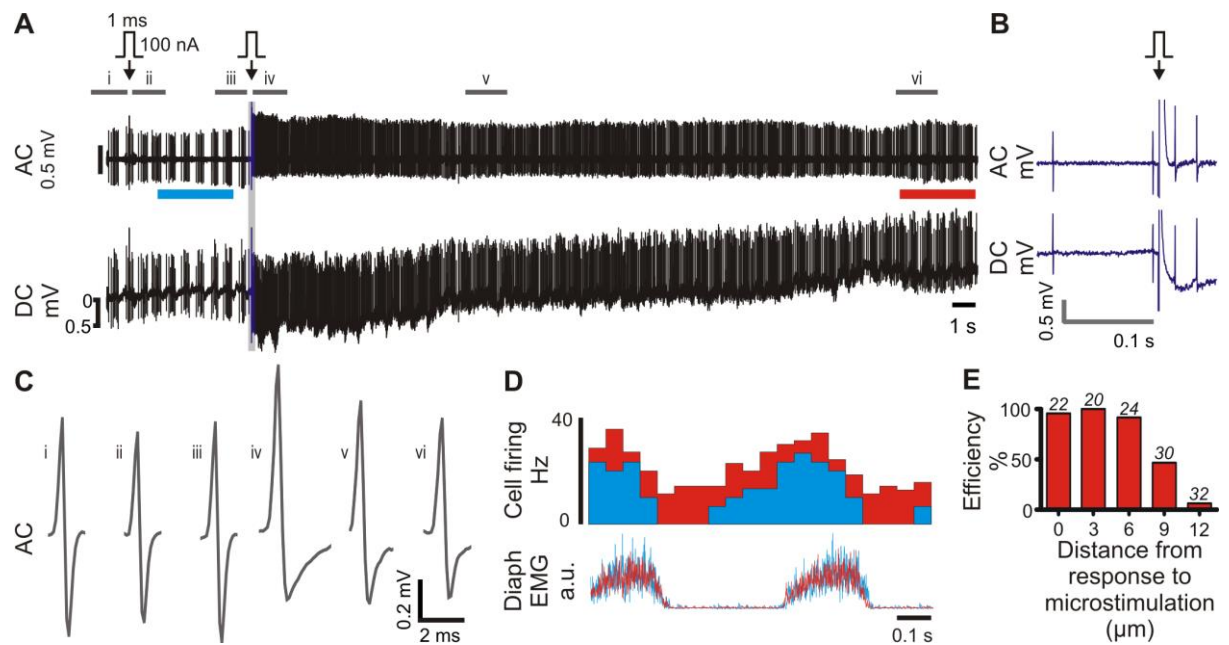 A
1 ms
100 nA
i
ii
iii
iv
v
vi
AC
0.5 mV
DC
mV
0
0.5
1 s
B
AC
mV
DC
mV
0.5 mV
0.1 s
C
i
ii
iii
iv
v
vi
AC
0.2 mV
2 ms
D
40
Cell firing
Hz
0
Diaph
EMG
a.u.
0.1 s
E
Efficiency
%
100
50
0
22
20
24
30
32
0 3 6 9 12
Distance from
response to
microstimulation
(µm)